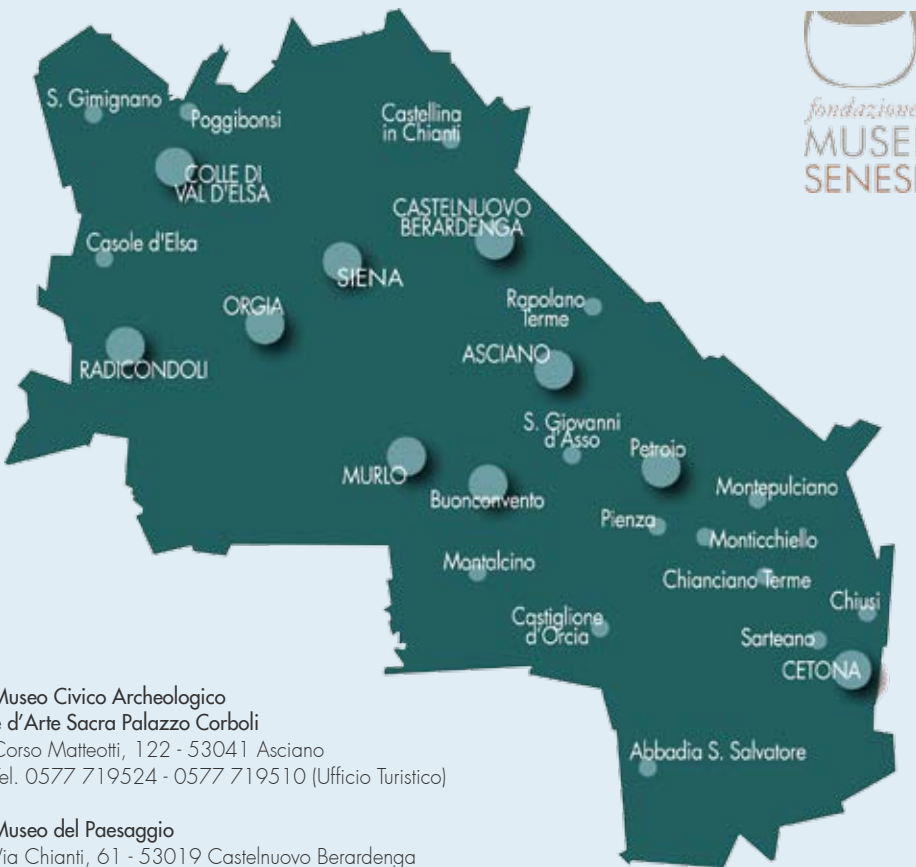 fondazione
MUSEI
SENESI
S. Gimignano
Poggibonsi
Castellina
in Chianti
COLLE DI
VAL D'ELSA
CASTELNUOVO
BERARDENGA
Casole d'Elsa
SIENA
ORGIA
Rapolano
Terme
ASCIANO
RADICONDOLI
S. Giovanni
d'Asso
Petroio
MURLO
Buonconvento
Montepulciano
Pienza
Monticchiello
Montalcino
Chianciano Terme
Chiusi
Castiglione
d'Orcia
Sarteano
CETONA
Abbadia S. Salvatore
Museo Civico Archeologico
e d'Arte Sacra Palazzo Corboli
Corso Matteotti, 122 - 53041 Asciano
Tel. 0577 719524 - 0577 719510 (Ufficio Turistico)
Museo del Paesaggio
Via Chianti, 61 - 53019 Castelnuovo Berardenga